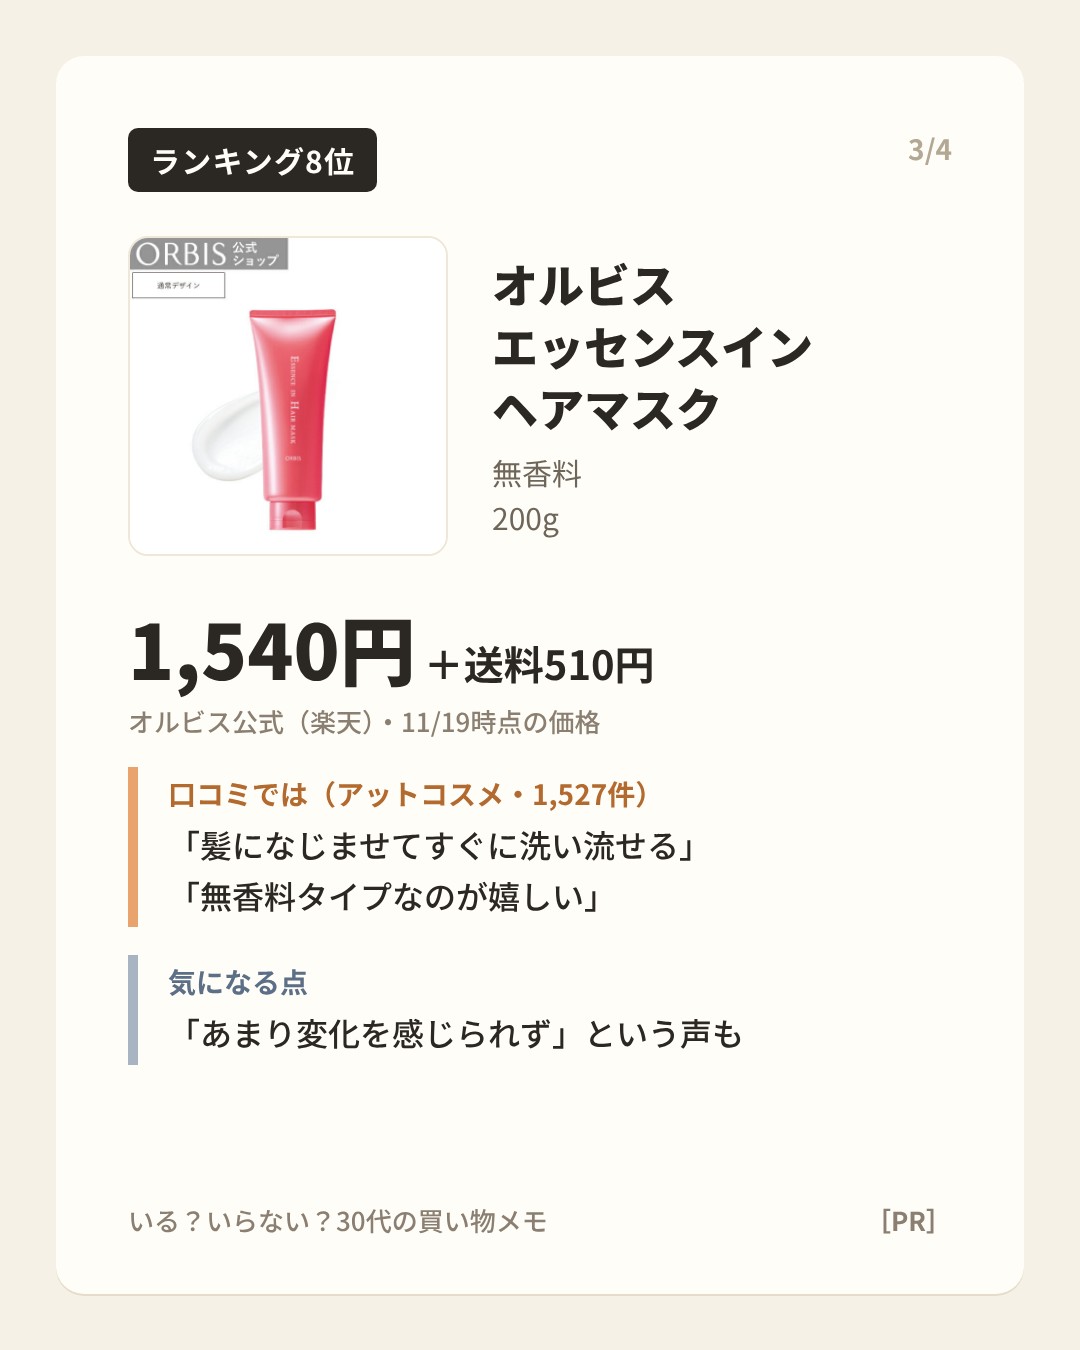 ランキング8位
3/4
ORBIS 公式ショップ
通常デザイン
ESSENCE IN HAIR MASK
ORBIS
オルビス
エッセンスイン
ヘアマスク
無香料
200g
1,540円＋送料510円
オルビス公式（楽天）・11/19時点の価格
口コミでは（アットコスメ・1,527件）
「髪になじませてすぐに洗い流せる」
「無香料タイプなのが嬉しい」
気になる点
「あまり変化を感じられず」という声も
いる？いらない？30代の買い物メモ
［PR］